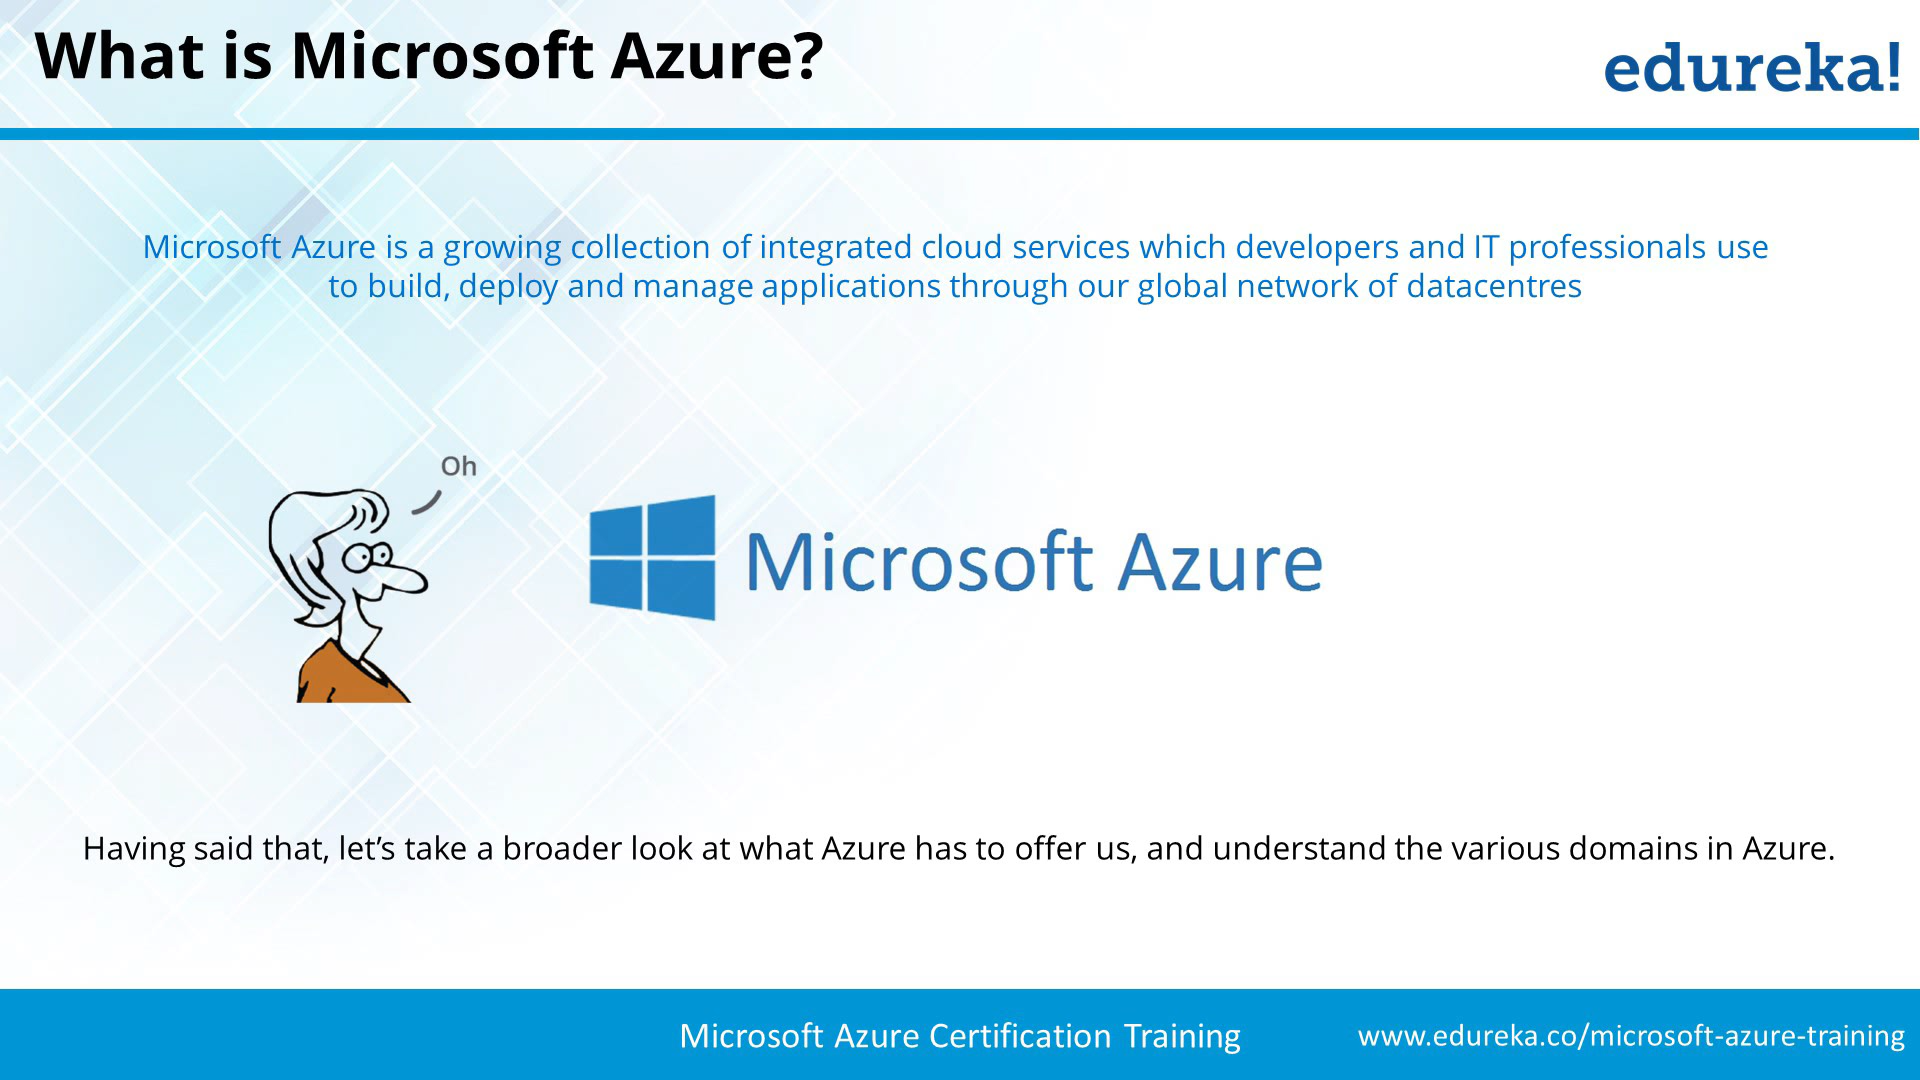 What is Microsoft Azure?
edureka!
Microsoft Azure is a growing collection of integrated cloud services which developers and IT professionals use
to build, deploy and manage applications through our global network of datacentres
Oh
Microsoft Azure
Having said that, let’s take a broader look at what Azure has to offer us, and understand the various domains in Azure.
Microsoft Azure Certification Training
www.edureka.co/microsoft-azure-training